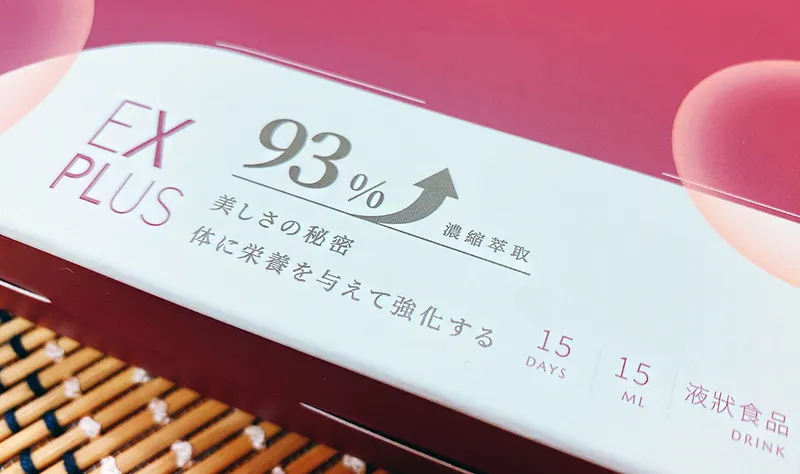 EX
PLUS
93%
濃縮萃取
美しさの秘密
体に栄養を与えて強化する
15
DAYS
15
ML
液狀食品
DRINK